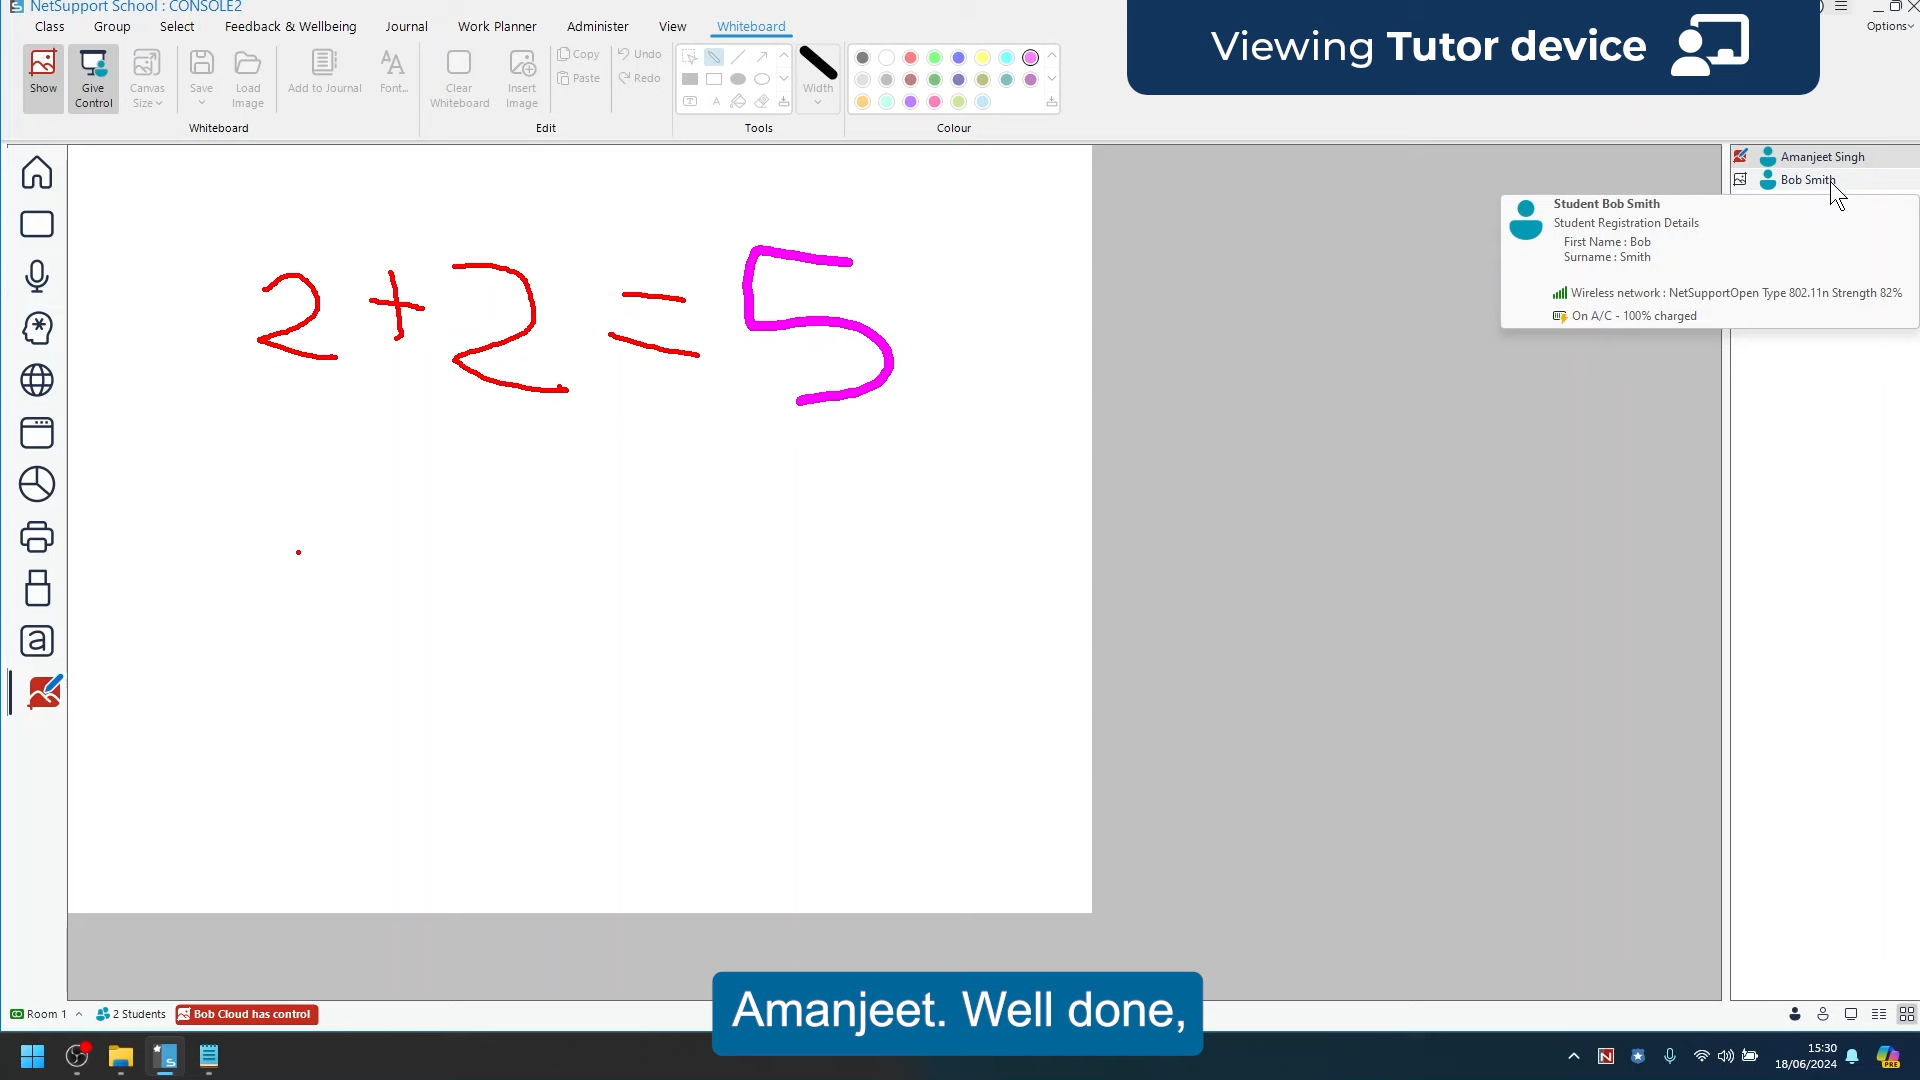 NetSupport School : CONSOLE2
Viewing Tutor device
Class Group Select Feedback & Wellbeing Journal Work Planner Administer View Whiteboard
Options
Show
Give Control
Canvas Size
Save
Load Image
Add to Journal
Font...
Clear Whiteboard
Insert Image
Copy
Paste
Undo
Redo
Width
Whiteboard
Edit
Tools
Colour
Amanjeet Singh
Bob Smith
Student Bob Smith
Student Registration Details
First Name : Bob
Surname : Smith
Wireless network : NetSupportOpen Type 802.11n Strength 82%
On A/C - 100% charged
2 + 2 = 5
Room 1
2 Students
Bob Cloud has control
Amanjeet. Well done,
15:30
18/06/2024